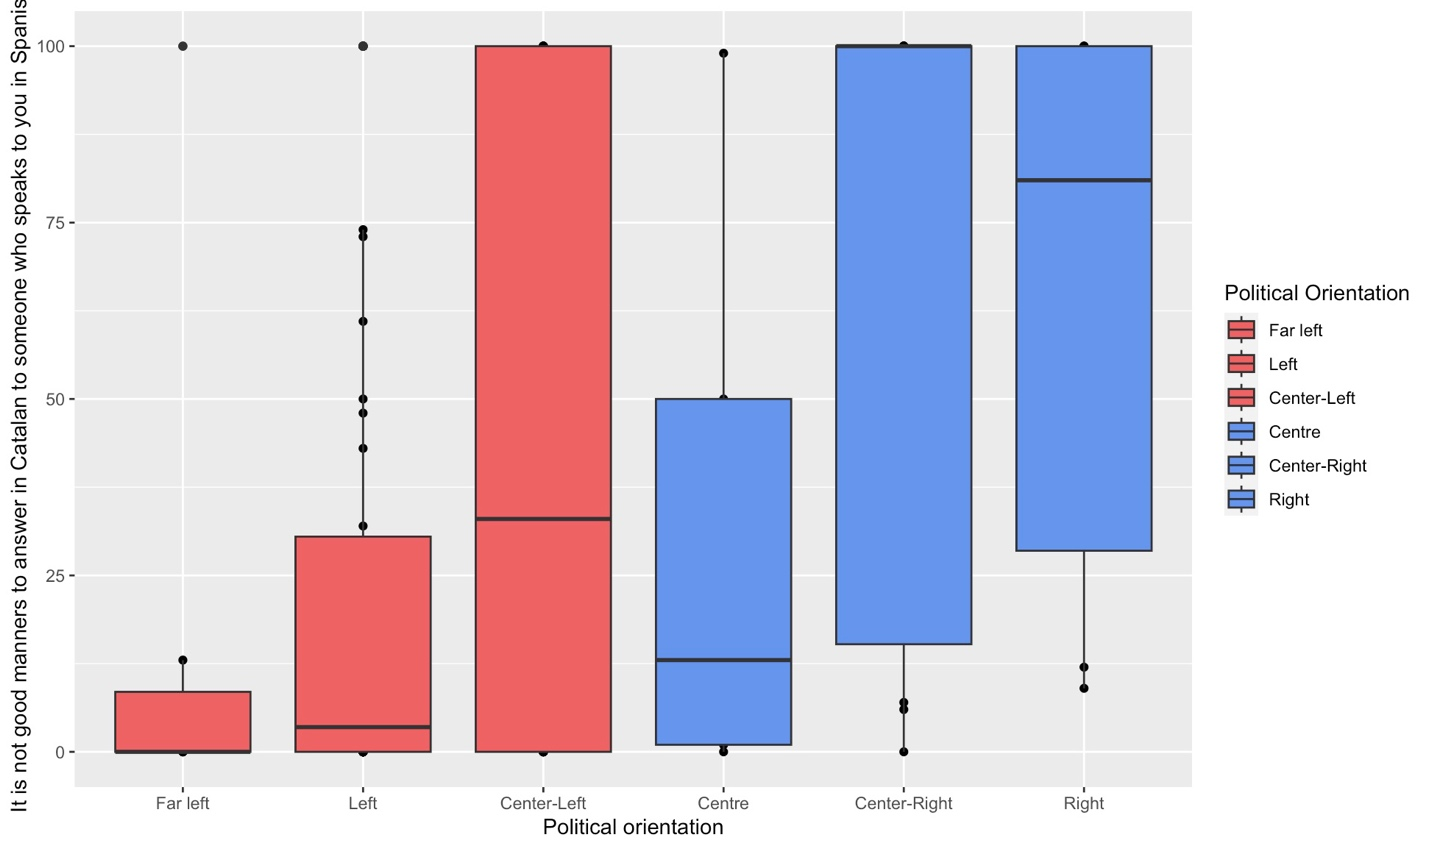 It is not good manners to answer in Catalan to someone who speaks to you in Spanis
100
75
50
25
0
Far left
Left
Center-Left
Centre
Center-Right
Right
Political orientation
Political Orientation
Far left
Left
Center-Left
Centre
Center-Right
Right